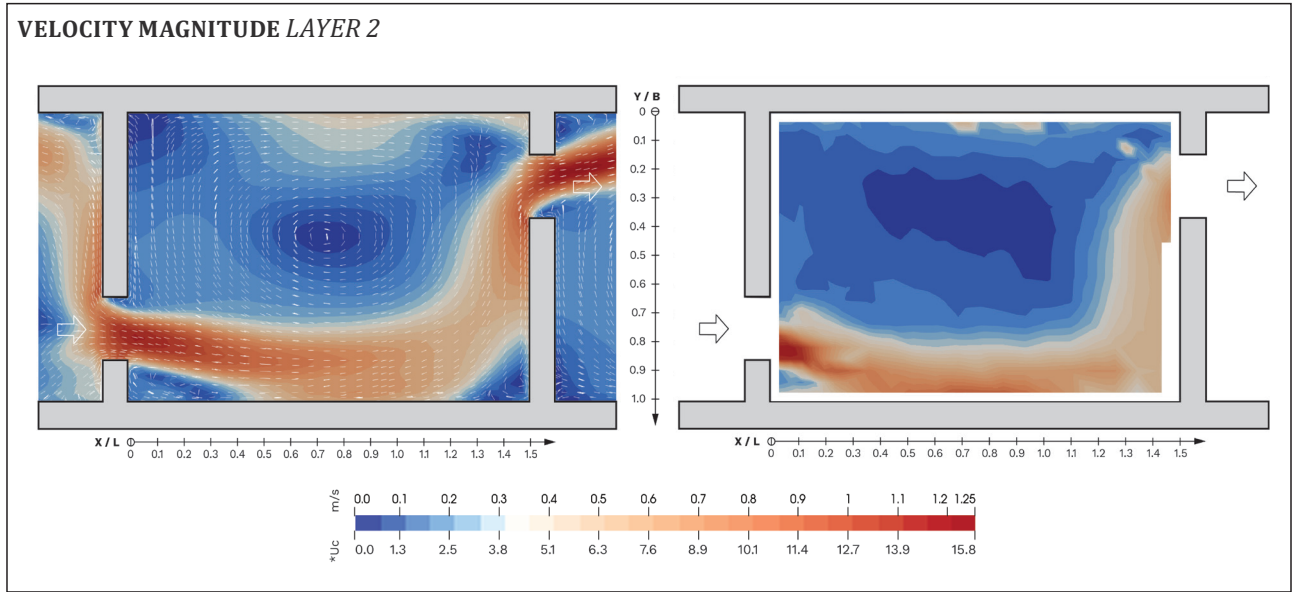 VELOCITY MAGNITUDE LAYER 2
Y / B
0
0.1
0.2
0.3
0.4
0.5
0.6
0.7
0.8
0.9
1.0
X / L
0 0.1 0.2 0.3 0.4 0.5 0.6 0.7 0.8 0.9 1.0 1.1 1.2 1.3 1.4 1.5
X / L
0 0.1 0.2 0.3 0.4 0.5 0.6 0.7 0.8 0.9 1.0 1.1 1.2 1.3 1.4 1.5
m/s 0.0 0.1 0.2 0.3 0.4 0.5 0.6 0.7 0.8 0.9 1 1.1 1.2 1.25
*Uc 0.0 1.3 2.5 3.8 5.1 6.3 7.6 8.9 10.1 11.4 12.7 13.9 15.8